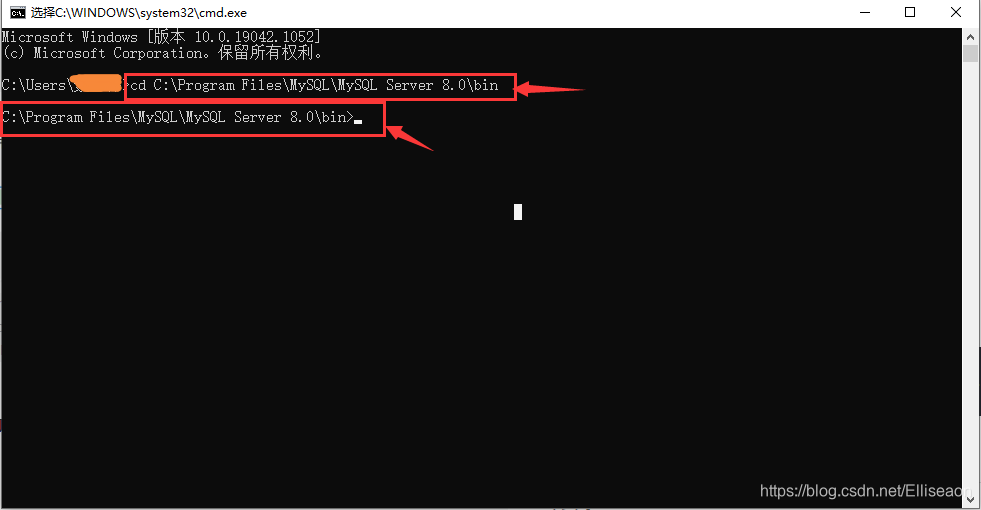 选择C:\WINDOWS\system32\cmd.exe
Microsoft Windows [版本 10.0.19042.1052]
(c) Microsoft Corporation。保留所有权利。
C:\Users\>cd C:\Program Files\MySQL\MySQL Server 8.0\bin
C:\Program Files\MySQL\MySQL Server 8.0\bin>
https://blog.csdn.net/Elliseaon